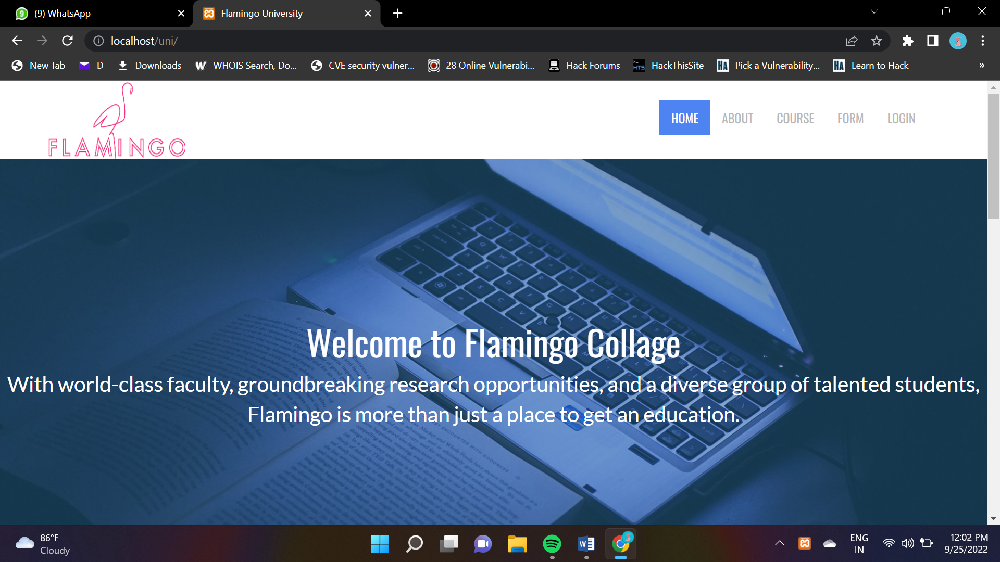 (9) WhatsApp
Flamingo University
localhost/uni/
New Tab
D
Downloads
WHOIS Search, Do...
CVE security vulner...
28 Online Vulnerabi...
Hack Forums
HackThisSite
Pick a Vulnerability...
Learn to Hack
»
FLAMINGO
HOME
ABOUT
COURSE
FORM
LOGIN
Welcome to Flamingo Collage
With world-class faculty, groundbreaking research opportunities, and a diverse group of talented students,
Flamingo is more than just a place to get an education.
86°F
Cloudy
ENG
IN
12:02 PM
9/25/2022